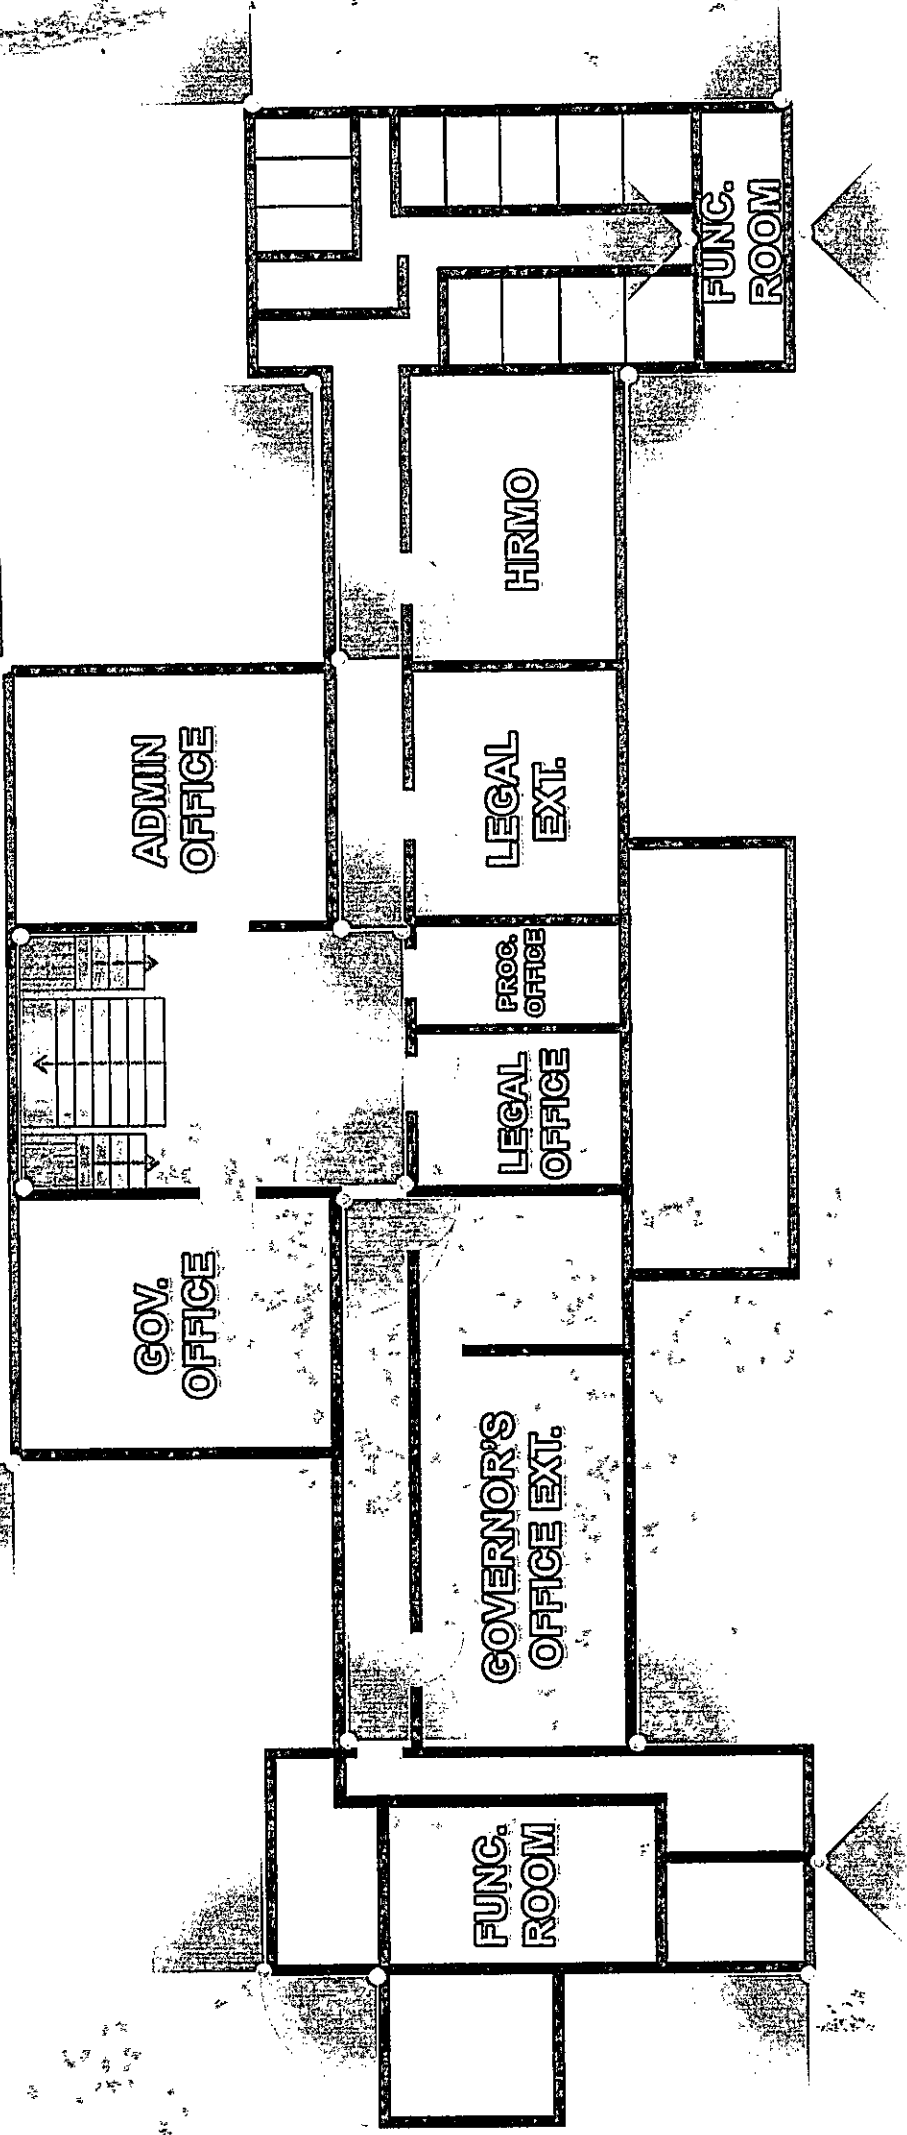 FUNC.
ROOM
HRMO
ADMIN
OFFICE
LEGAL
EXT.
PROC.
OFFICE
LEGAL
OFFICE
GOV.
OFFICE
GOVERNOR'S
OFFICE EXT.
FUNC.
ROOM